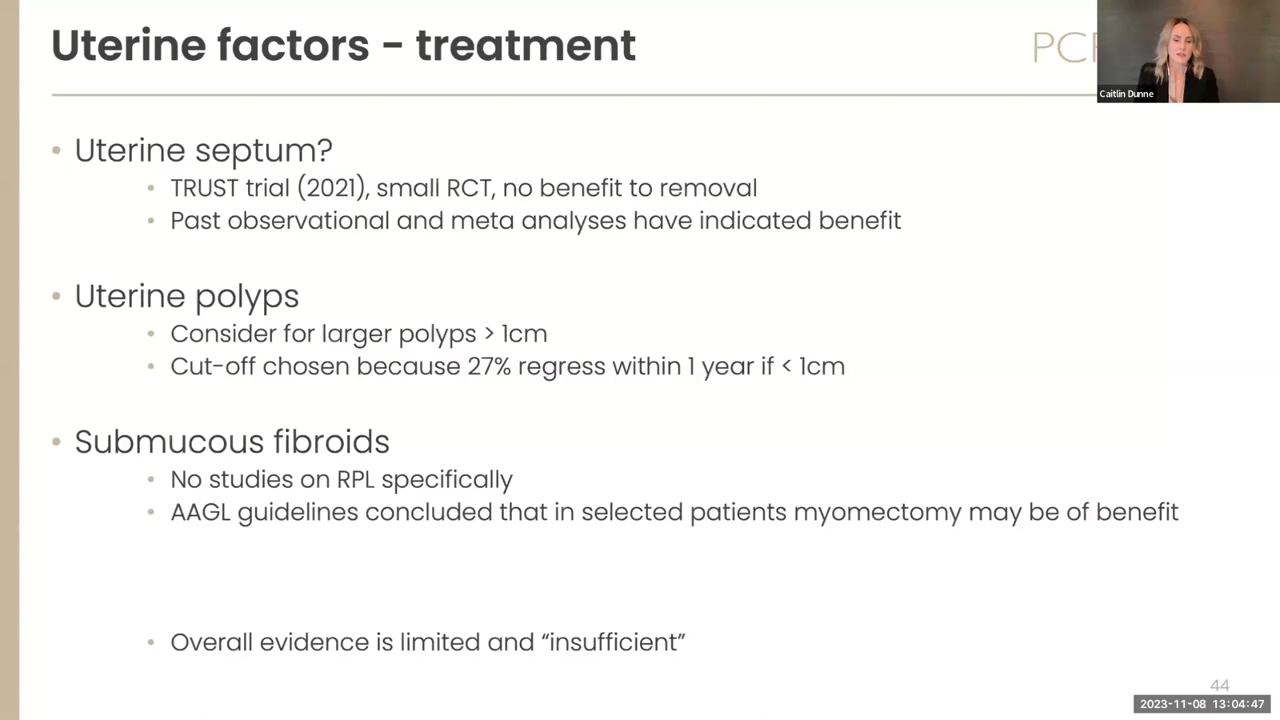 Uterine factors - treatment
Caitlin Dunne
• Uterine septum?
• TRUST trial (2021), small RCT, no benefit to removal
• Past observational and meta analyses have indicated benefit
• Uterine polyps
• Consider for larger polyps > 1cm
• Cut-off chosen because 27% regress within 1 year if < 1cm
• Submucous fibroids
• No studies on RPL specifically
• AAGL guidelines concluded that in selected patients myomectomy may be of benefit
• Overall evidence is limited and “insufficient”
44
2023-11-08 13:04:47